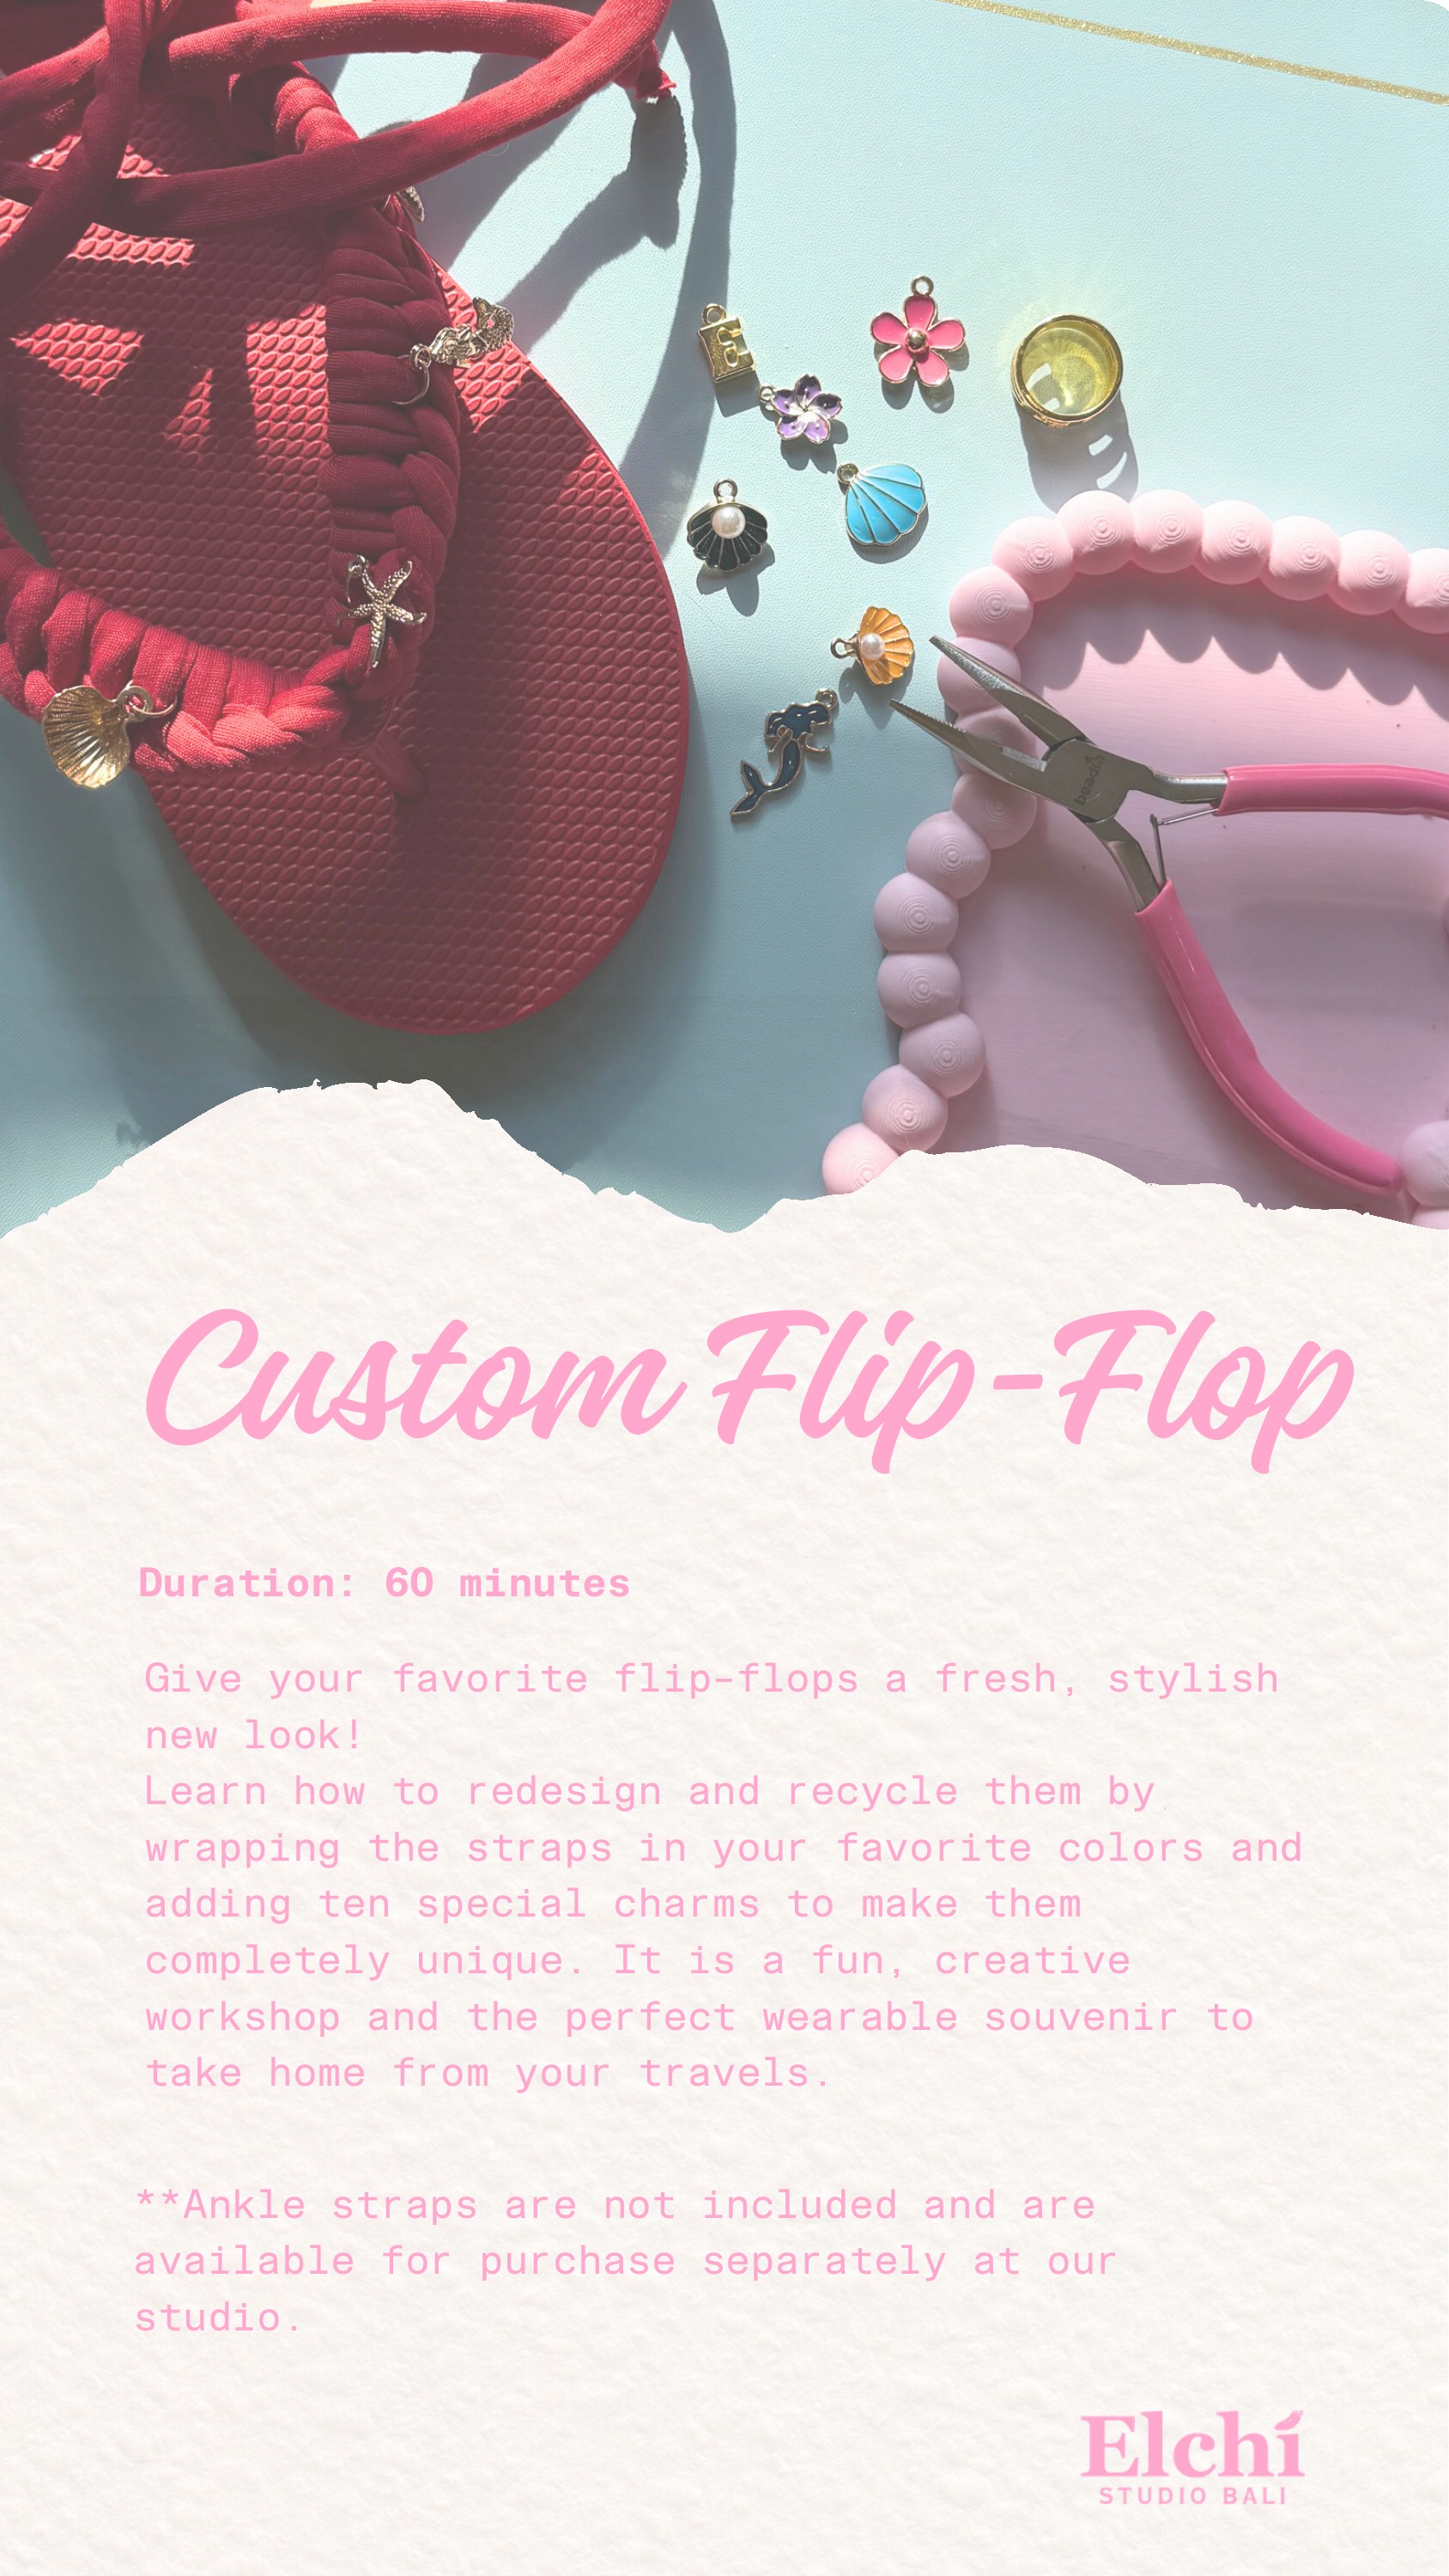 E
beadia
Custom Flip-Flop
Duration: 60 minutes
Give your favorite flip-flops a fresh, stylish
new look!
Learn how to redesign and recycle them by
wrapping the straps in your favorite colors and
adding ten special charms to make them
completely unique. It is a fun, creative
workshop and the perfect wearable souvenir to
take home from your travels.
**Ankle straps are not included and are
available for purchase separately at our
studio.
Elchí
STUDIO BALI